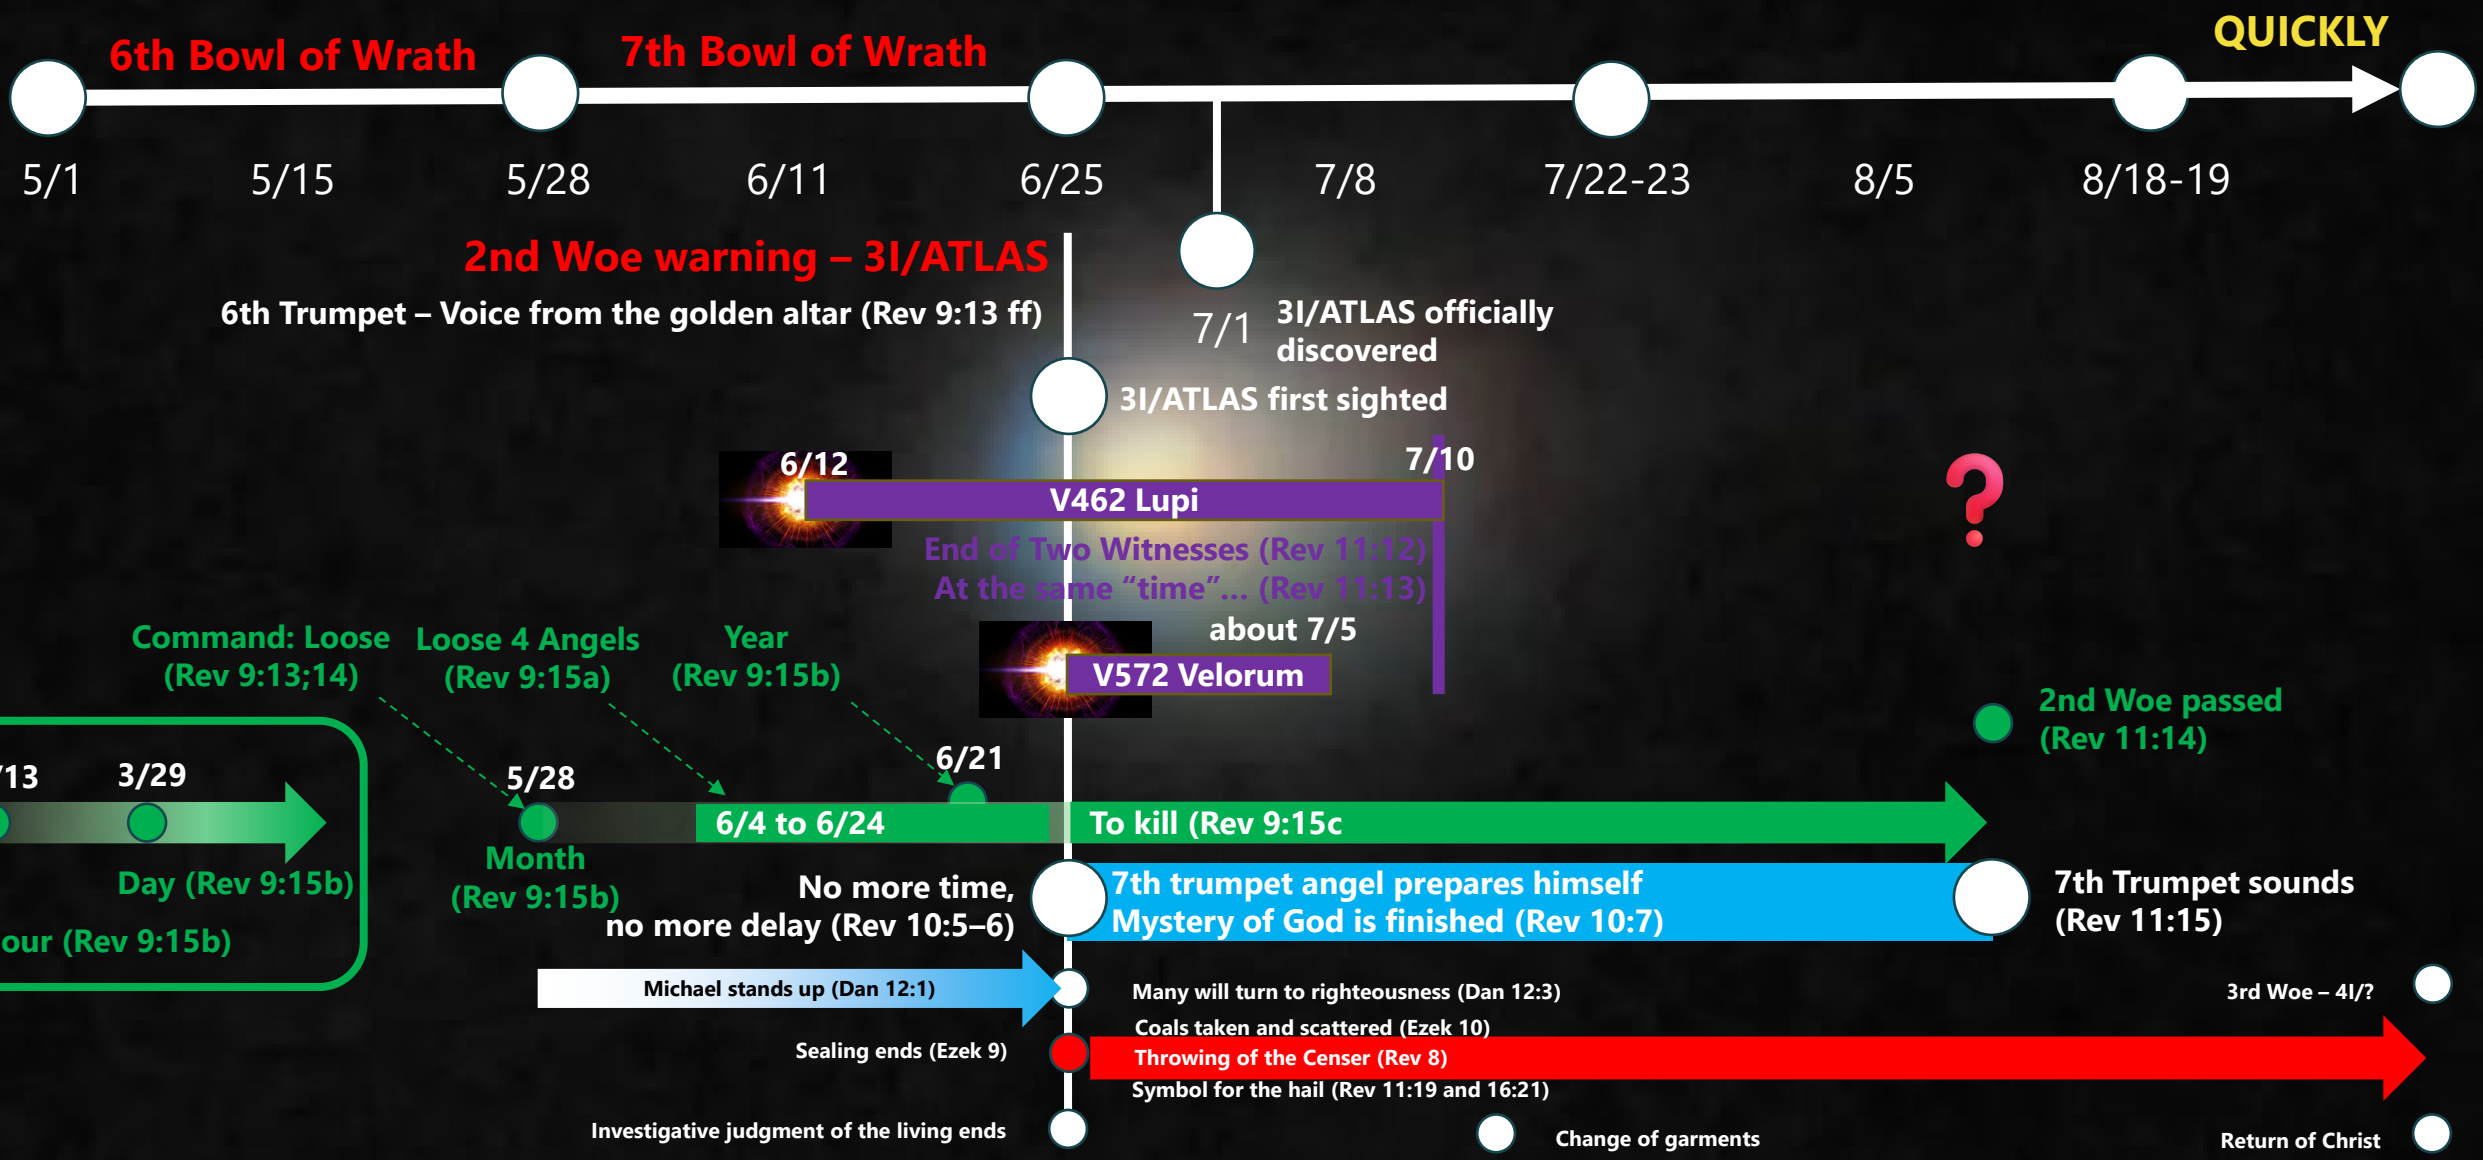 QUICKLY
6th Bowl of Wrath
7th Bowl of Wrath
5/1
5/15
5/28
6/11
6/25
7/8
7/22-23
8/5
8/18-19
2nd Woe warning – 3I/ATLAS
6th Trumpet – Voice from the golden altar (Rev 9:13 ff)
7/1
3I/ATLAS officially
discovered
3I/ATLAS first sighted
6/12
7/10
V462 Lupi
End of Two Witnesses (Rev 11:12)
At the same “time”… (Rev 11:13)
about 7/5
V572 Velorum
Command: Loose
(Rev 9:13;14)
Loose 4 Angels
(Rev 9:15a)
Year
(Rev 9:15b)
2nd Woe passed
(Rev 11:14)
/13
3/29
5/28
6/21
6/4 to 6/24
To kill (Rev 9:15c
Day (Rev 9:15b)
our (Rev 9:15b)
Month
(Rev 9:15b)
No more time,
no more delay (Rev 10:5–6)
7th trumpet angel prepares himself
Mystery of God is finished (Rev 10:7)
7th Trumpet sounds
(Rev 11:15)
Michael stands up (Dan 12:1)
Many will turn to righteousness (Dan 12:3)
3rd Woe – 4I/?
Coals taken and scattered (Ezek 10)
Sealing ends (Ezek 9)
Throwing of the Censer (Rev 8)
Symbol for the hail (Rev 11:19 and 16:21)
Investigative judgment of the living ends
Change of garments
Return of Christ